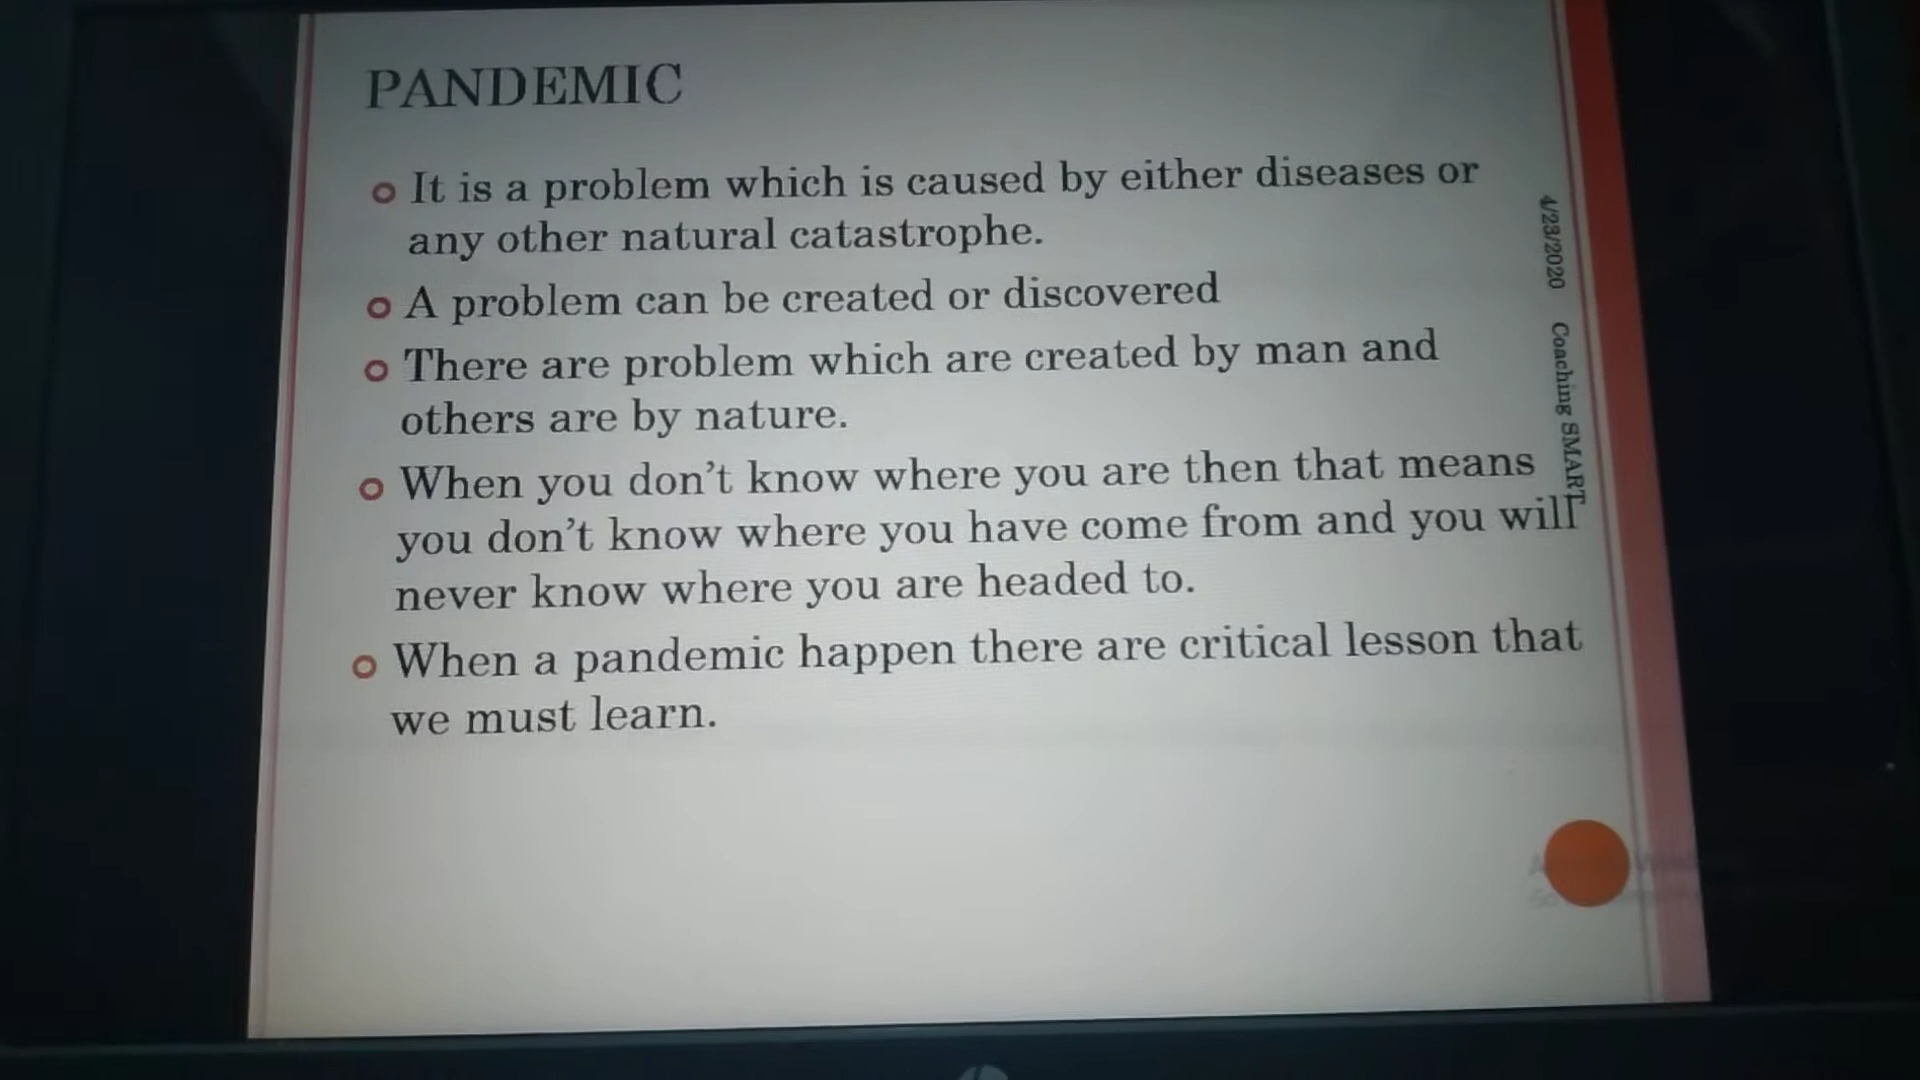 PANDEMIC
It is a problem which is caused by either diseases or
any other natural catastrophe.
A problem can be created or discovered
There are problem which are created by man and
others are by nature.
When you don't know where you are then that means
you don't know where you have come from and you will
never know where you are headed to.
When a pandemic happen there are critical lesson that
we must learn.
4/23/2020
Coaching SMART